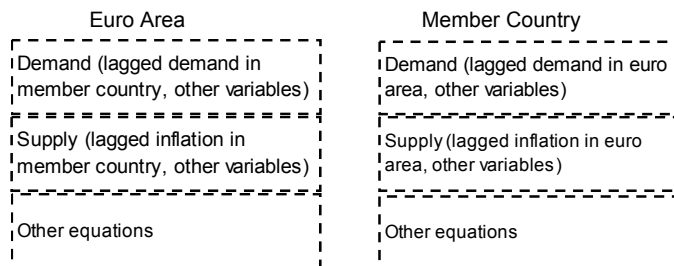 Euro Area
Demand (lagged demand in
member country, other variables)
Supply (lagged inflation in
member country, other variables)
Other equations
Member Country
Demand (lagged demand in euro
area, other variables)
Supply (lagged inflation in euro
area, other variables)
Other equations